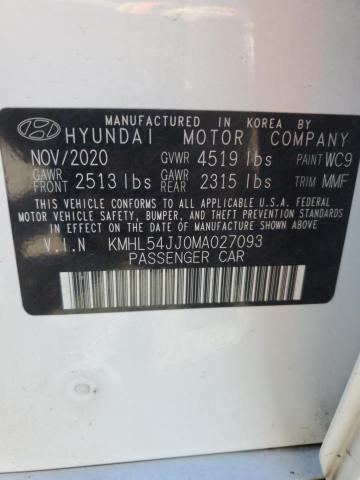 MANUFACTURED IN KOREA BY
HYUNDAI MOTOR COMPANY
NOV/2020 GVWR 4519 lbs PAINT WC9
GAWR FRONT 2513 lbs GAWR REAR 2315 lbs TRIM MMF
THIS VEHICLE CONFORMS TO ALL APPLICABLE U.S.A. FEDERAL
MOTOR VEHICLE SAFETY, BUMPER, AND THEFT PREVENTION
STANDARDS IN EFFECT ON THE DATE OF MANUFACTURE SHOWN ABOVE.
V.I.N KMHL54JJ0MA027093
PASSENGER CAR